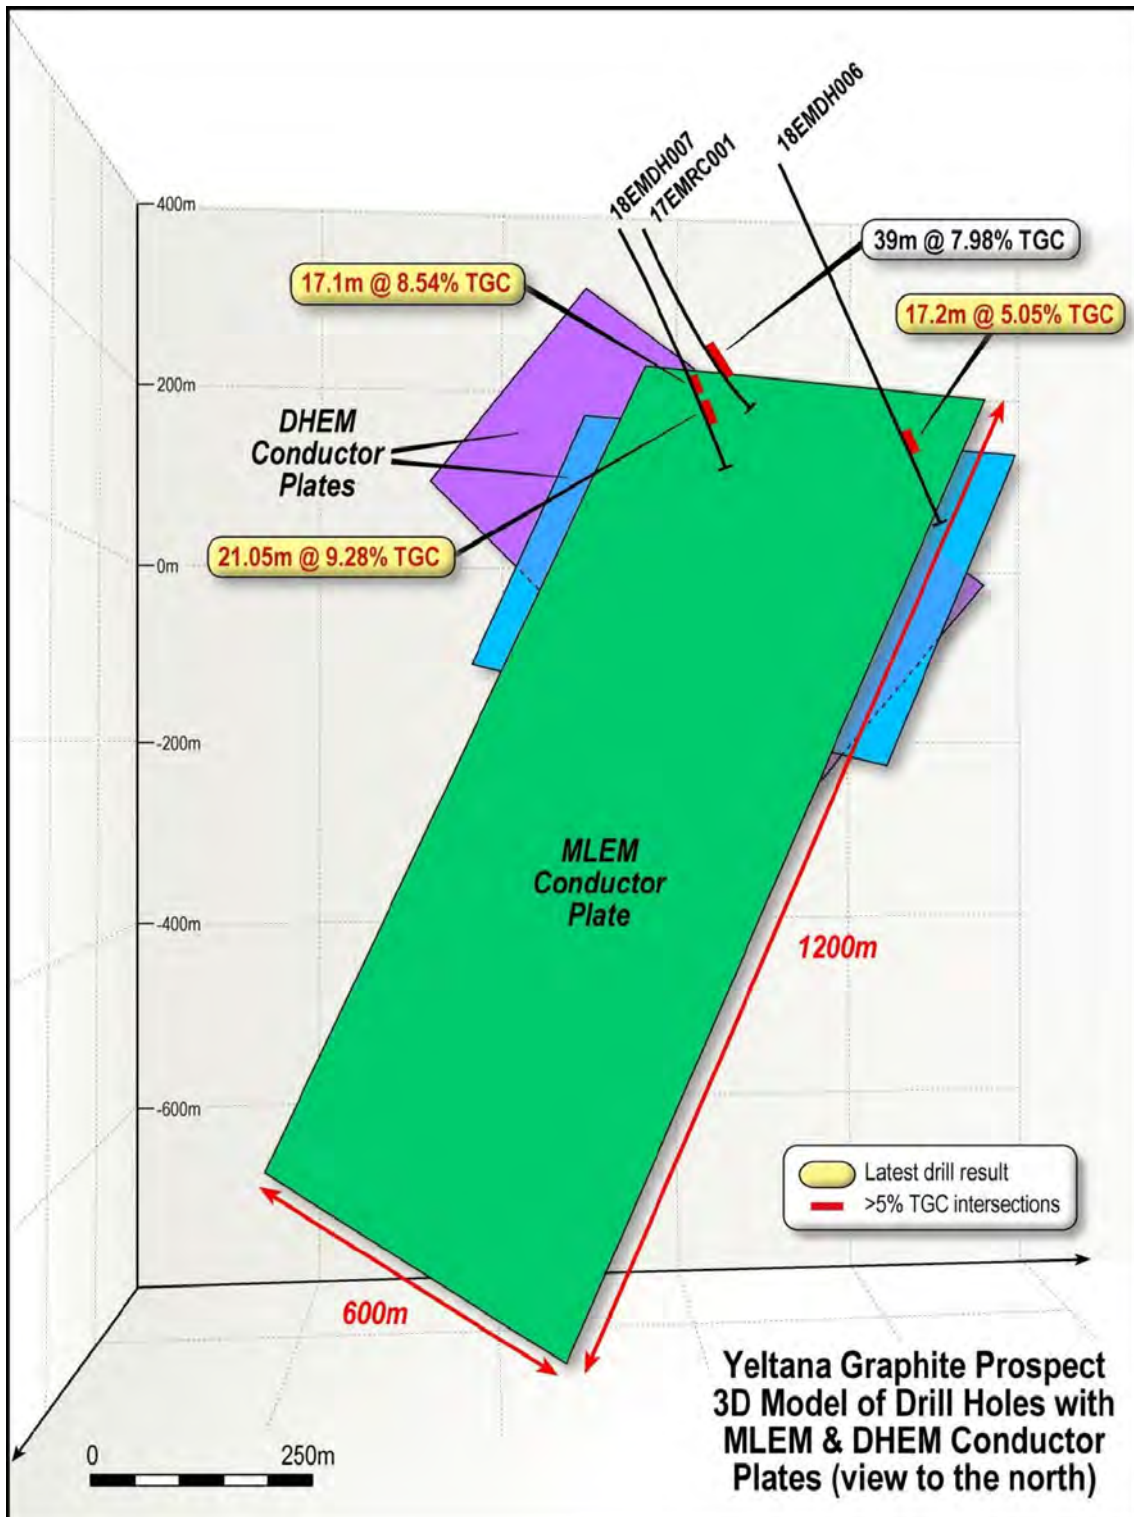 18EMDH006
18EMDH007
17EMRC001
400m
39m @ 7.98% TGC
17.1m @ 8.54% TGC
17.2m @ 5.05% TGC
200m
DHEM
Conductor
Plates
21.05m @ 9.28% TGC
0m
-200m
MLEM
Conductor
Plate
-400m
1200m
-600m
Latest drill result
>5% TGC intersections
600m
Yeltana Graphite Prospect
3D Model of Drill Holes with
MLEM & DHEM Conductor
Plates (view to the north)
0 250m